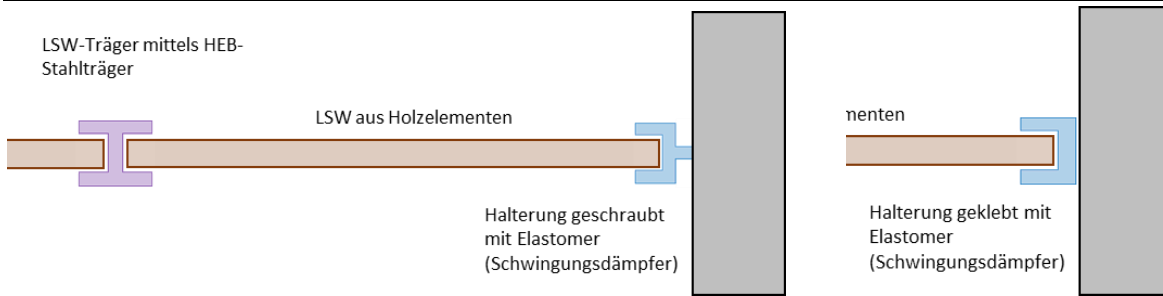 LSW-Träger mittels HEB-
Stahlträger
LSW aus Holzelementen
Halterung geschraubt
mit Elastomer
(Schwingungsdämpfer)
menten
Halterung geklebt mit
Elastomer
(Schwingungsdämpfer)